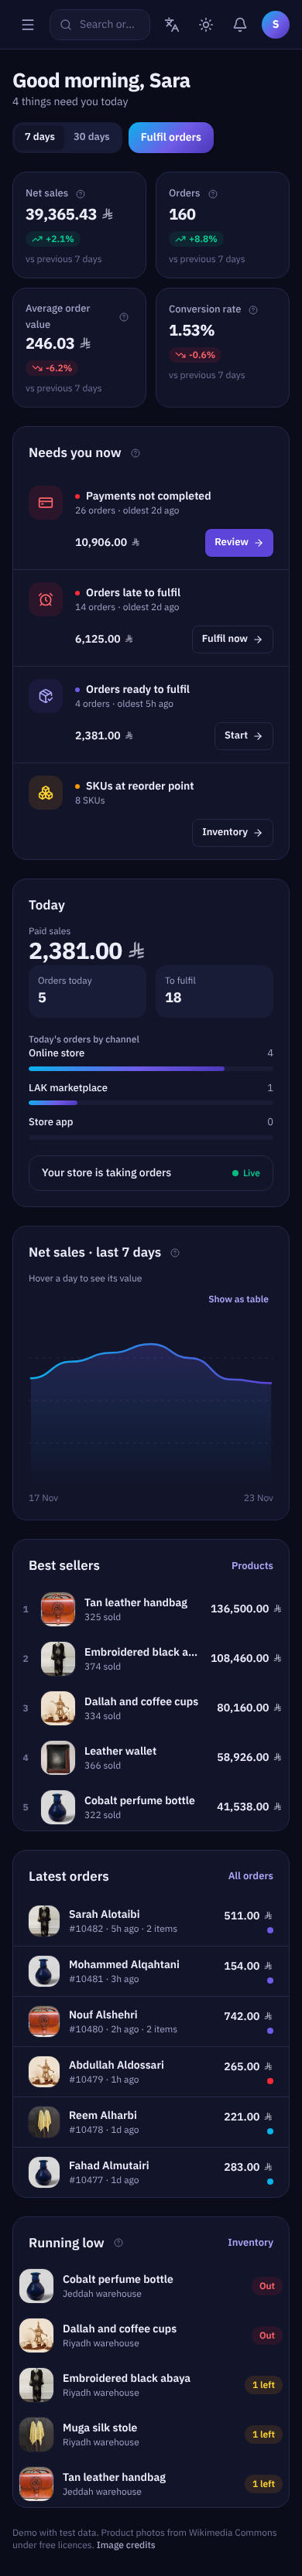 Search or...
S
Good morning, Sara
4 things need you today
7 days
30 days
Fulfil orders
Net sales
39,365.43
+2.1%
vs previous 7 days
Orders
160
+8.8%
vs previous 7 days
Average order
value
246.03
-6.2%
vs previous 7 days
Conversion rate
1.53%
-0.6%
vs previous 7 days
Needs you now
Payments not completed
26 orders · oldest 2d ago
10,906.00
Review
Orders late to fulfil
14 orders · oldest 2d ago
6,125.00
Fulfil now
Orders ready to fulfil
4 orders · oldest 5h ago
2,381.00
Start
SKUs at reorder point
8 SKUs
Inventory
Today
Paid sales
2,381.00
Orders today
5
To fulfil
18
Today's orders by channel
Online store 4
LAK marketplace 1
Store app 0
Your store is taking orders
Live
Net sales · last 7 days
Hover a day to see its value
Show as table
17 Nov
23 Nov
Best sellers
Products
1
Tan leather handbag
325 sold
136,500.00
2
Embroidered black a...
374 sold
108,460.00
3
Dallah and coffee cups
334 sold
80,160.00
4
Leather wallet
366 sold
58,926.00
5
Cobalt perfume bottle
322 sold
41,538.00
Latest orders
All orders
Sarah Alotaibi
#10482 · 5h ago · 2 items
511.00
Mohammed Alqahtani
#10481 · 3h ago
154.00
Nouf Alshehri
#10480 · 2h ago · 2 items
742.00
Abdullah Aldossari
#10479 · 1h ago
265.00
Reem Alharbi
#10478 · 1d ago
221.00
Fahad Almutairi
#10477 · 1d ago
283.00
Running low
Inventory
Cobalt perfume bottle
Jeddah warehouse
Out
Dallah and coffee cups
Riyadh warehouse
Out
Embroidered black abaya
Riyadh warehouse
1 left
Muga silk stole
Riyadh warehouse
1 left
Tan leather handbag
Jeddah warehouse
1 left
Demo with test data. Product photos from Wikimedia Commons
under free licences. Image credits